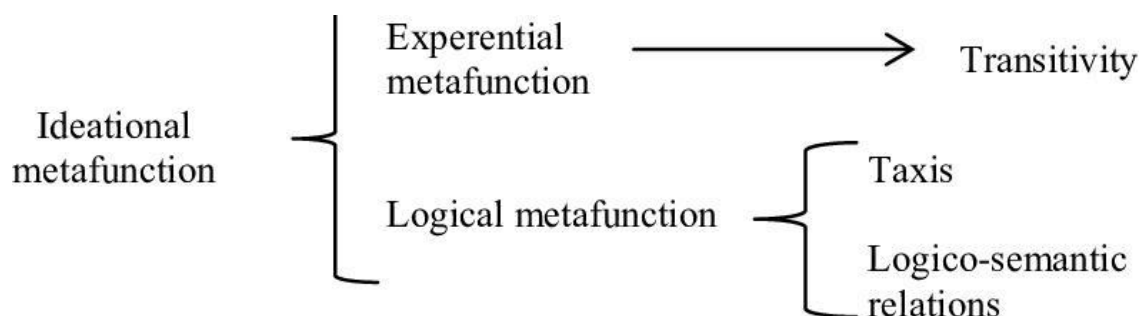 Experential
metafunction
Transitivity
Ideational
metafunction
Taxis
Logical metafunction
Logico-semantic
relations